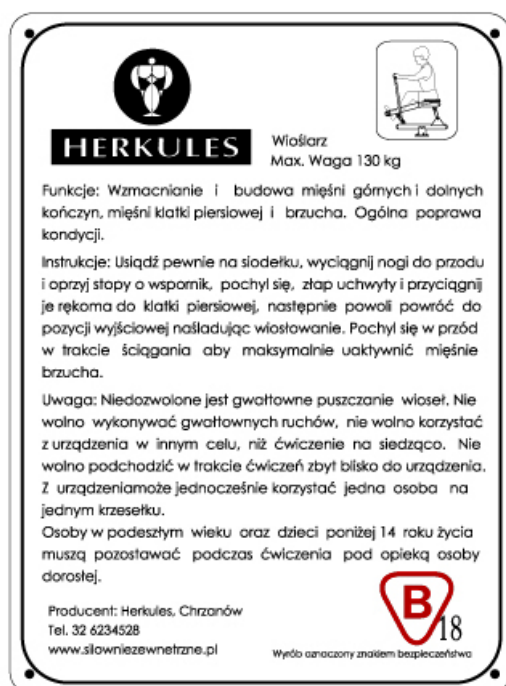 HERKULES
Wioślarz
Max. Waga 130 kg
Funkcje: Wzmacnianie i budowa mięśni górnych i dolnych
kończyn, mięśni klatki piersiowej i brzucha. Ogólna poprawa
kondycji.
Instrukcje: Usiądź pewnie na siodełku, wyciągnij nogi do przodu
i oprzyj stopy o wspornik, pochyl się, złap uchwyty i przyciągnij
je rękoma do klatki piersiowej, następnie powoli powróć do
pozycji wyjściowej naśladując wiosłowanie. Pochyl się w przód
w trakcie ściągania aby maksymalnie uaktywnić mięśnie
brzucha.
Uwaga: Niedozwolone jest gwałtowne puszczanie wioseł. Nie
wolno wykonywać gwałtownych ruchów, nie wolno korzystać
z urządzenia w innym celu, niż ćwiczenie na siedząco. Nie
wolno podchodzić w trakcie ćwiczeń zbyt blisko do urządzenia.
Z urządzeniamoże jednocześnie korzystać jedna osoba na
jednym krzesełku.
Osoby w podeszłym wieku oraz dzieci poniżej 14 roku życia
muszą pozostawać podczas ćwiczenia pod opieką osoby
dorosłej.
Producent: Herkules, Chrzanów
Tel. 32 6234528
www.silowniezewnetrzne.pl
B
18
Wyrób oznaczony znakiem bezpieczeństwa